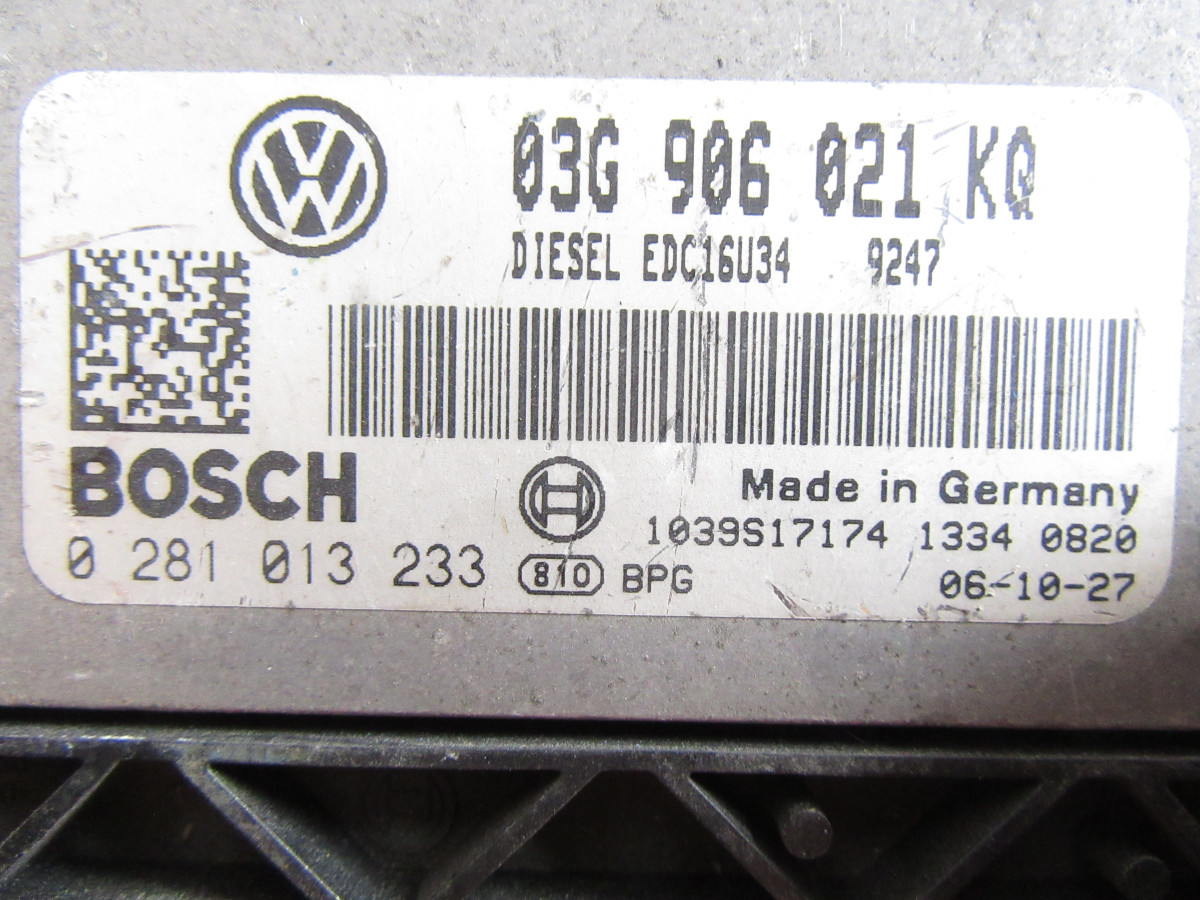 03G 906 021 KQ
DIESEL EDC16U34 9247
BOSCH
Made in Germany
1039S17174 1334 0820
0 281 013 233 810 BPG 06-10-27